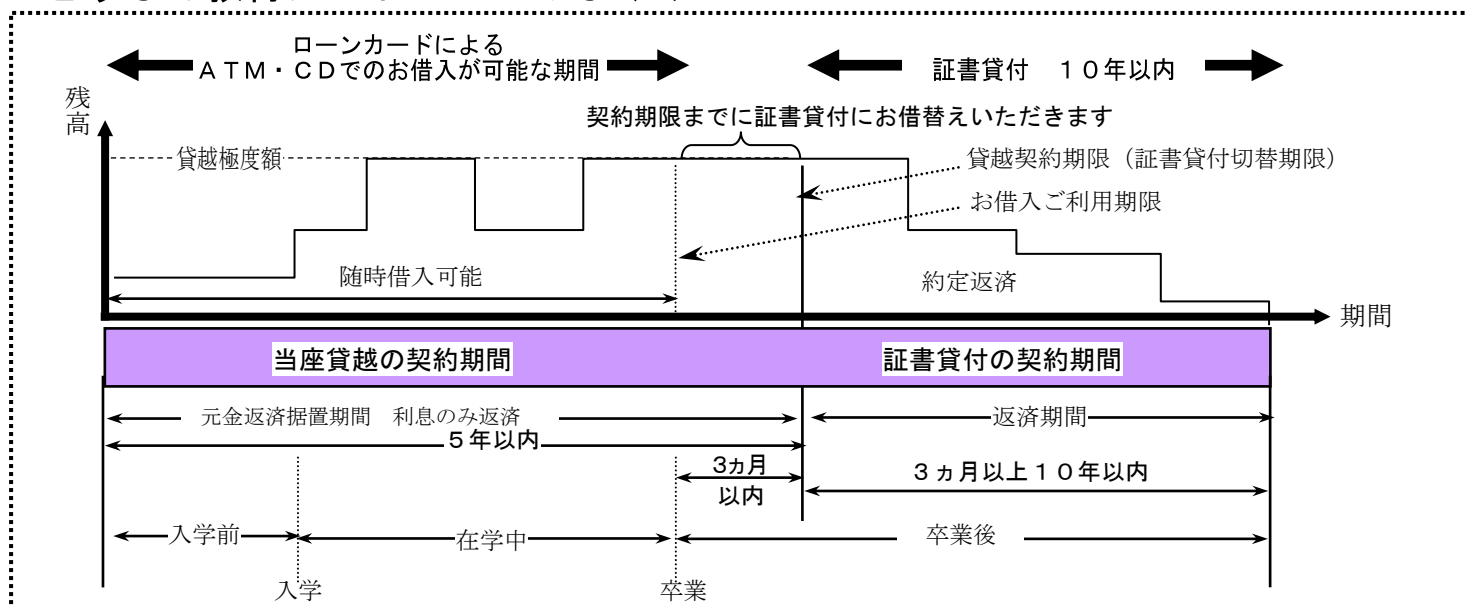 ローンカードによる
ATM・CDでのお借入が可能な期間
証書貸付 10年以内
残高
契約期限までに証書貸付にお借替えいただきます
貸越極度額
貸越契約期限（証書貸付切替期限）
お借入ご利用期限
随時借入可能
約定返済
期間
当座貸越の契約期間
証書貸付の契約期間
元金返済据置期間 利息のみ返済
返済期間
５年以内
3ヵ月
以内
３ヵ月以上１０年以内
入学前
在学中
卒業後
入学
卒業